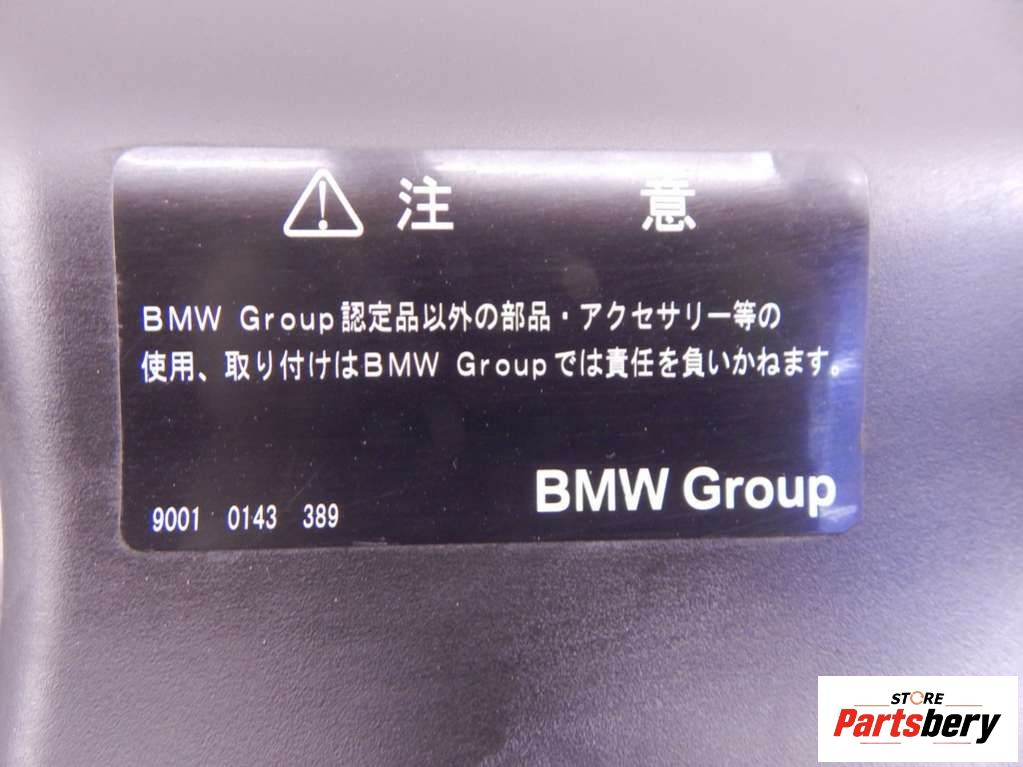 注 意
BMW Group認定品以外の部品・アクセサリー等の
使用、取り付けはBMW Groupでは責任を負いかねます。
BMW Group
9001 0143 389
STORE
Partsbery